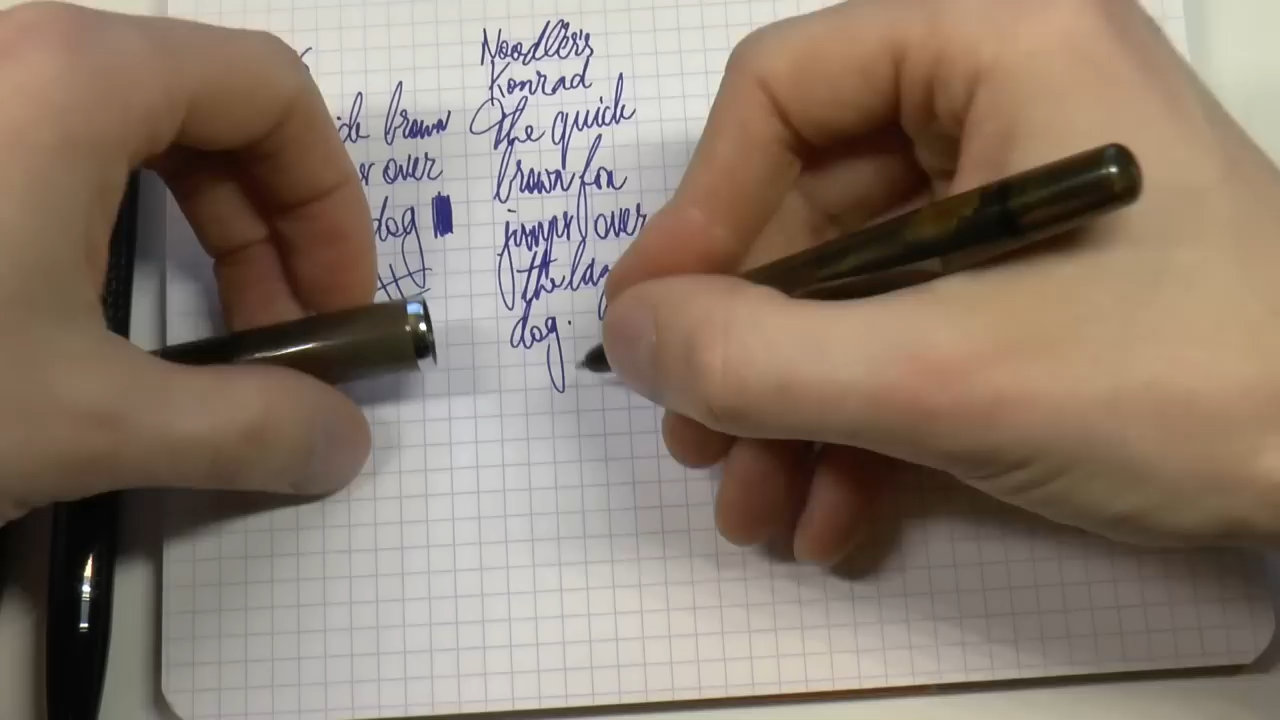 brown
over
dog
Noodler's
Konrad
The quick
brown fox
jumps over
the
dog.